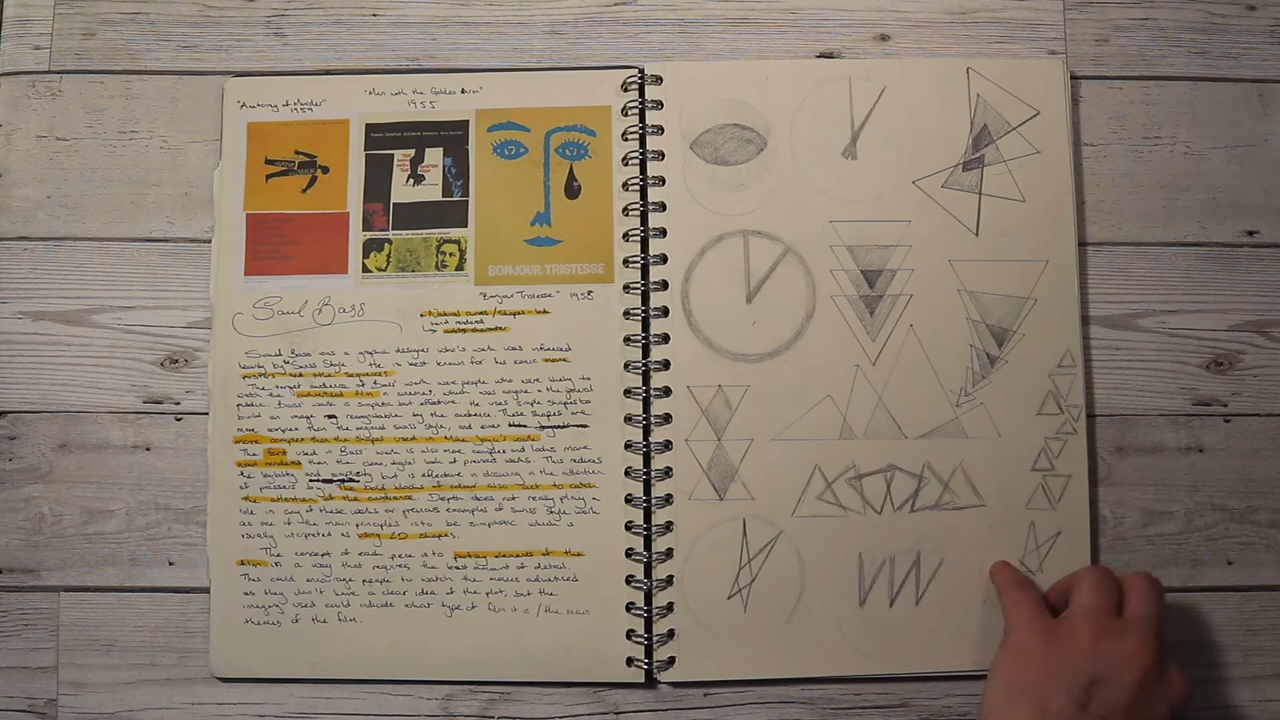 "Anatomy of Murder"
1959
"Man with the Golden Arm"
1955
BONJOUR, TRISTESSE
"Bonjour Tristesse" 1958
Saul Bass
Natural curves / shapes - look
hand rendered
↳ adds character
Saul Bass was a graphic designer who's work was influenced
heavily by "Swiss Style". He is best known for his iconic movie
posters and title sequences.
The target audience of Bass' work were people who were likely to
watch the advertised film in cinemas, which was anyone in the general
public. Bass' work is simplistic but effective. He uses simple shapes to
build an image recognisable by the audience. These shapes are
more complex than the original Swiss Style, and even
more complex than the shapes used in Mike Joyce's work.
The font used in Bass' work is also more complex and looks more
hand rendered than the clean, digital look of previous works. This reduces
the legibility and simplicity but is effective in drawing in the attention
of passers by. The bold blocks of colour also act to catch
the attention of the audience. Depth does not really play a
role in any of these works or previous examples of Swiss Style work
as one of the main principles is to be simplistic which is
usually interpreted as using 2D shapes.
The concept of each piece is to portray elements of the
film in a way that requires the least amount of detail.
This could encourage people to watch the movies advertised
as they don't have a clear idea of the plot, but the
imagery used could indicate what type of film it is / the main
themes of the film.